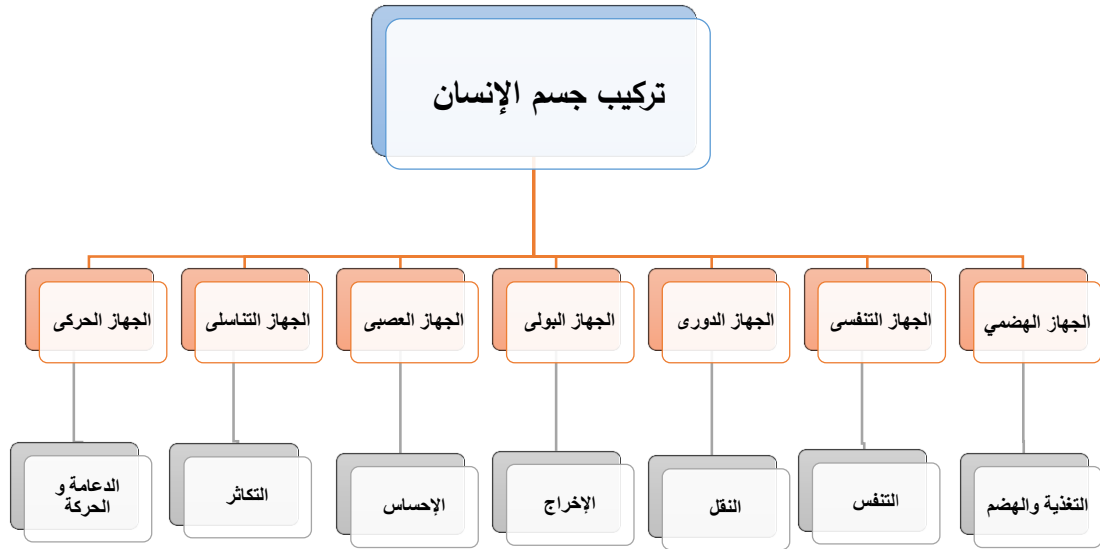 تركيب جسم الإنسان
الجهاز الهضمي
الجهاز التنفسى
الجهاز الدورى
الجهاز البولى
الجهاز العصبى
الجهاز التناسلى
الجهاز الحركى
التغذية والهضم
التنفس
النقل
الإخراج
الإحساس
التكاثر
الدعامة و
الحركة